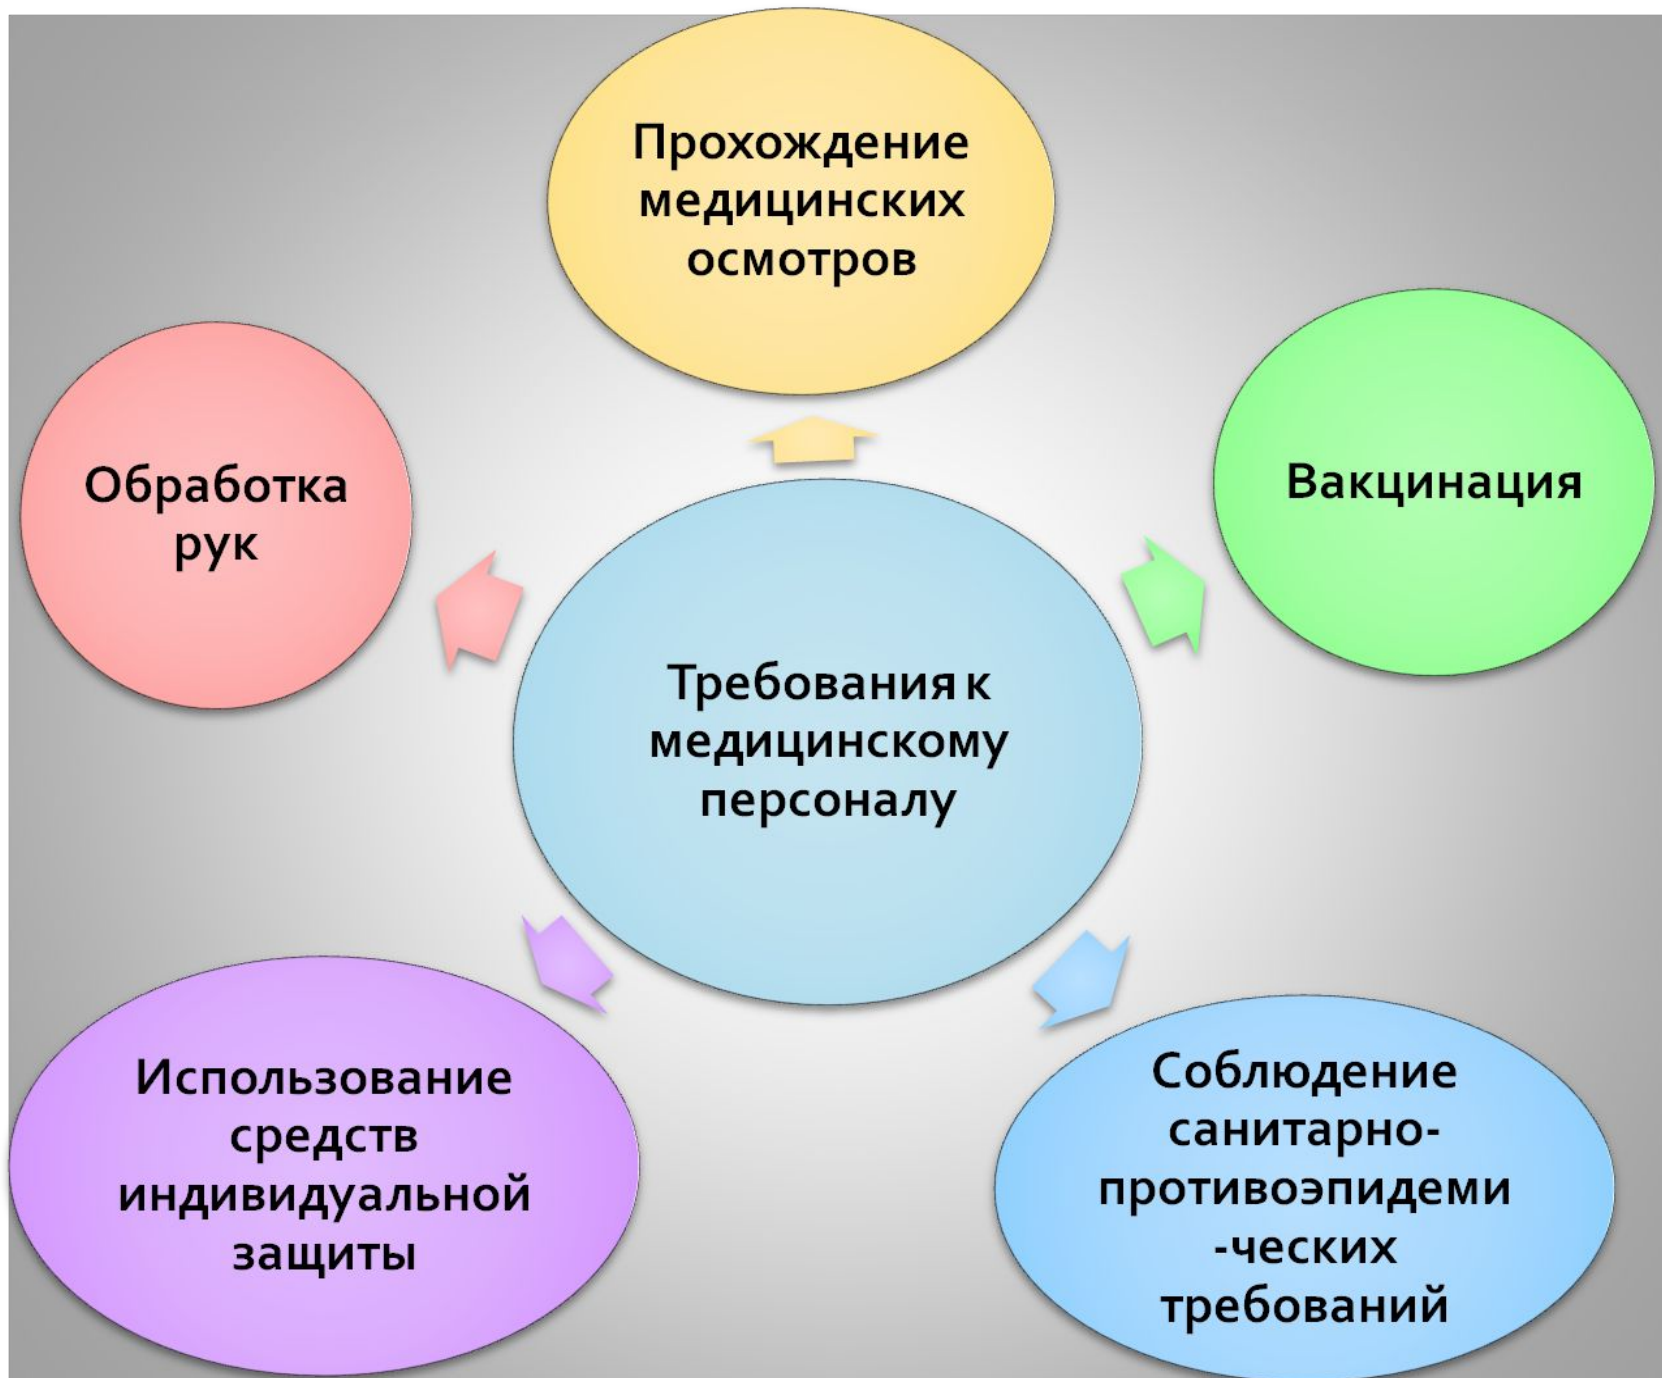 Прохождение
медицинских
осмотров
Обработка
рук
Вакцинация
Требования к
медицинскому
персоналу
Использование
средств
индивидуальной
защиты
Соблюдение
санитарно-
противоэпидеми
-ческих
требований